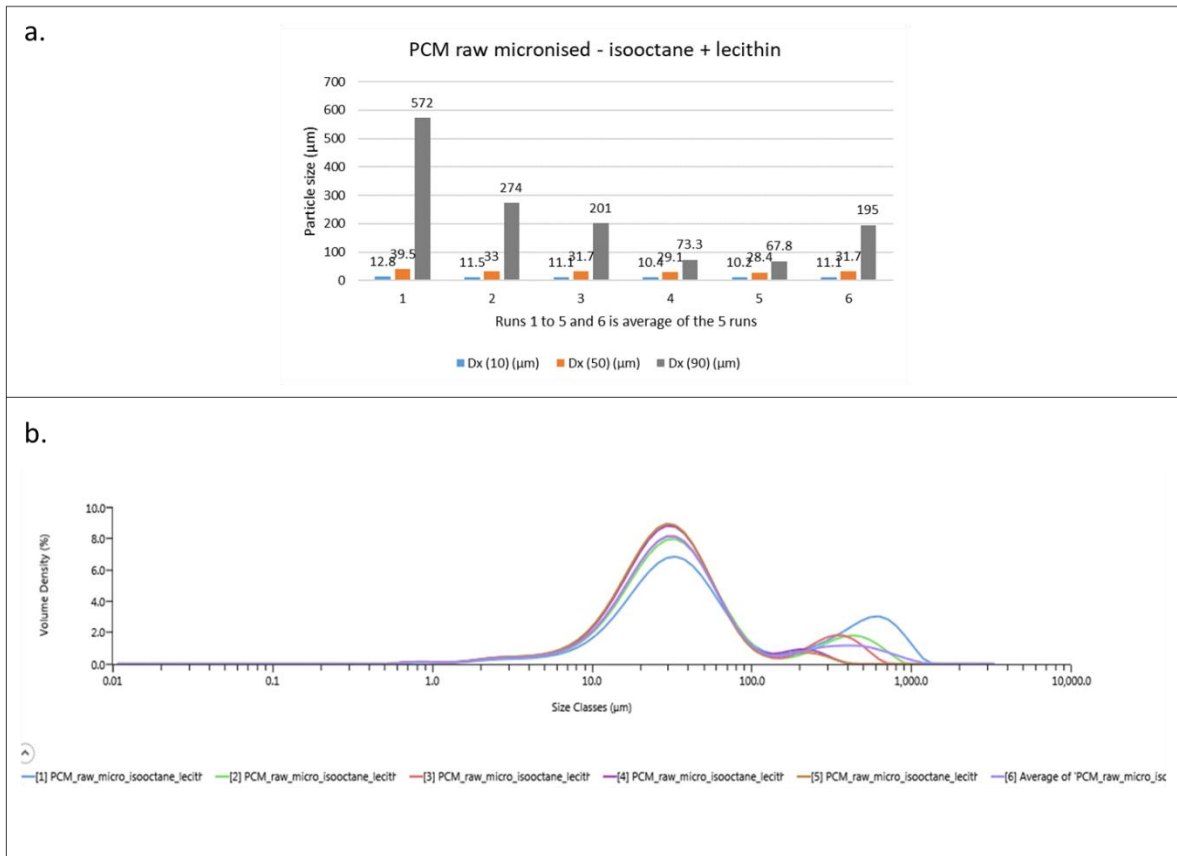 a.
PCM raw micronised - isooctane + lecithin
Particle size (µm)
700
600
500
400
300
200
100
0
572
274
201
195
12.8 39.5
11.5 33
11.1 31.7
10.4 29.1 73.3
10.2 28.4 67.8
11.1 31.7
1 2 3 4 5 6
Runs 1 to 5 and 6 is average of the 5 runs
Dx (10) (µm) Dx (50) (µm) Dx (90) (µm)
b.
Volume Density (%)
10.0
8.0
6.0
4.0
2.0
0.0
0.01 0.1 1.0 10.0 100.0 1,000.0 10,000.0
Size Classes (µm)
[1] PCM_raw_micro_isooctane_lecith [2] PCM_raw_micro_isooctane_lecith [3] PCM_raw_micro_isooctane_lecith [4] PCM_raw_micro_isooctane_lecith [5] PCM_raw_micro_isooctane_lecith [6] Average of 'PCM_raw_micro_iso